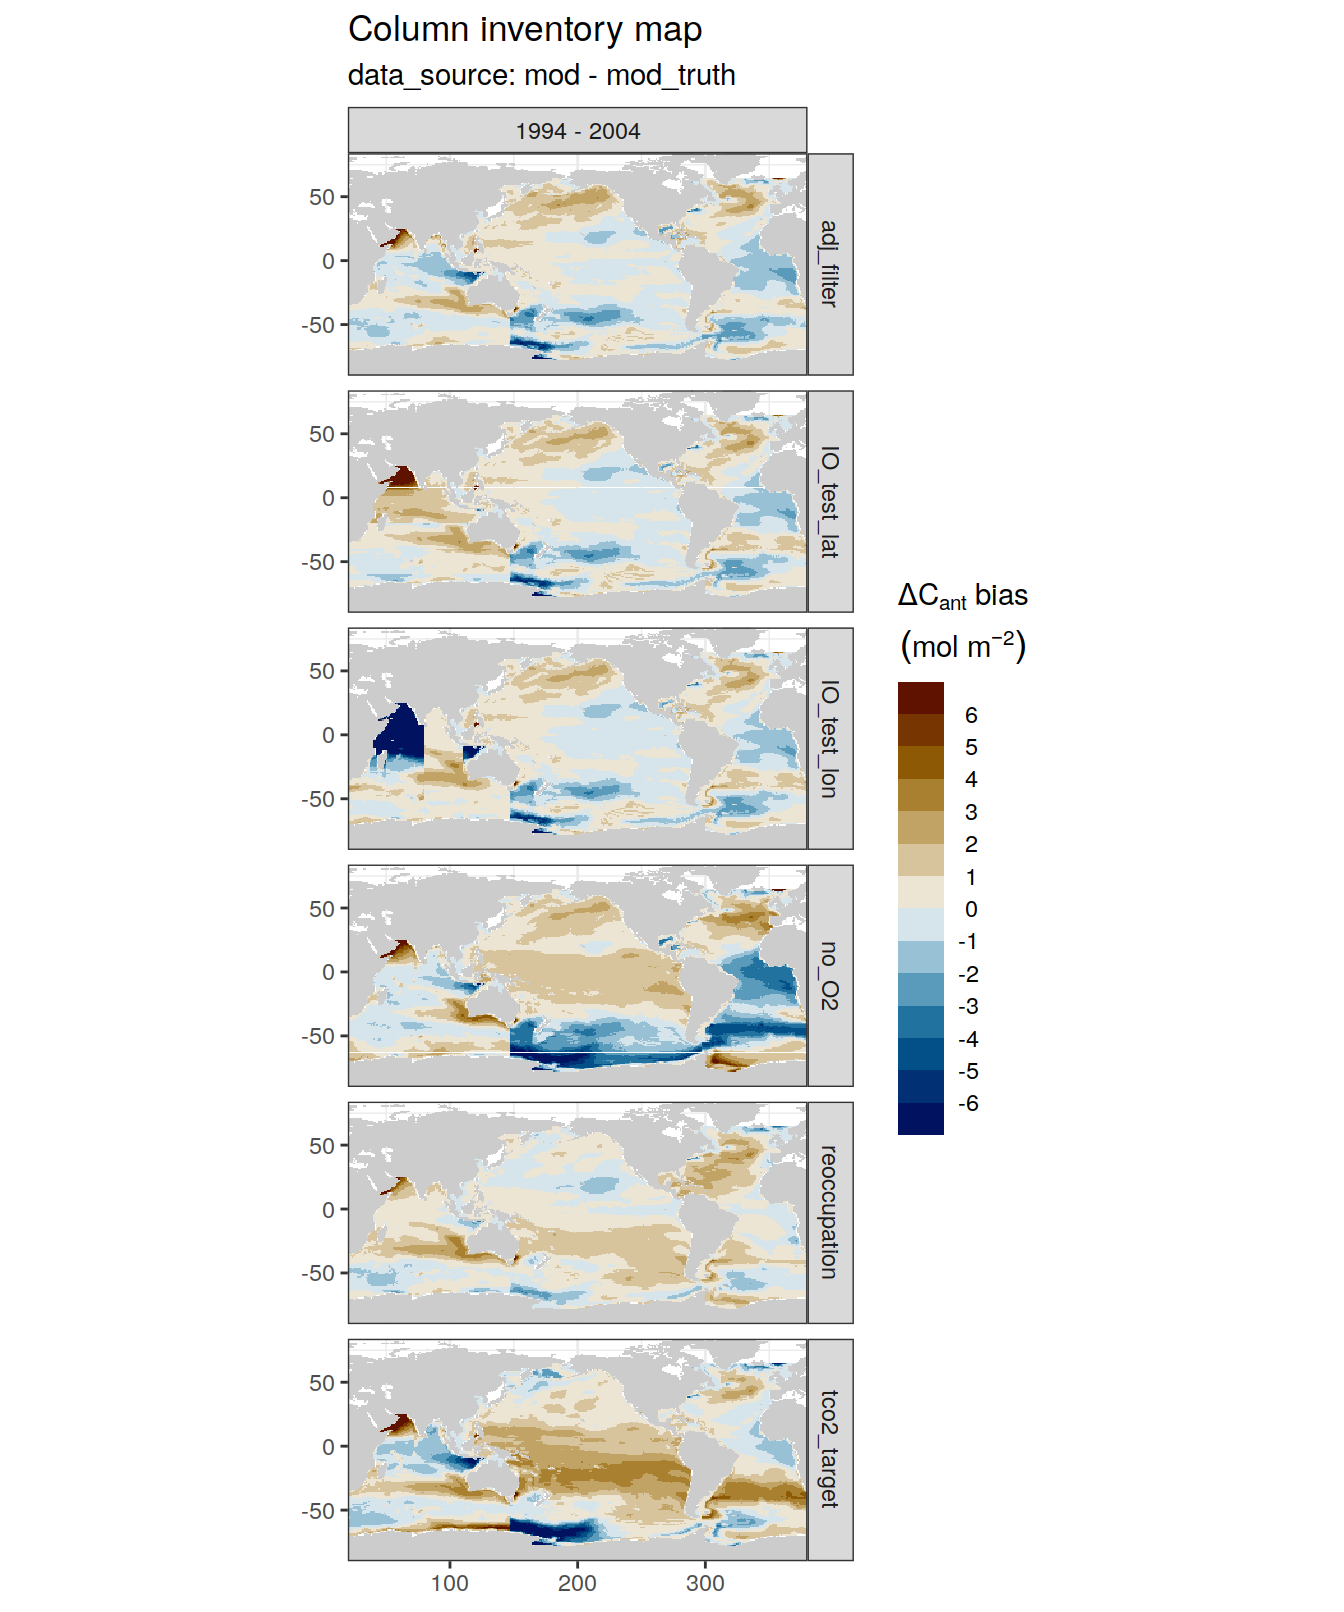 Column inventory map
data_source: mod - mod_truth
1994 - 2004
50
0
-50
adj_filter
50
0
-50
IO_test_lat
50
0
-50
IO_test_lon
50
0
-50
no_O2
50
0
-50
reoccupation
50
0
-50
tco2_target
100 200 300
ΔCant bias
(mol m−2)
6
5
4
3
2
1
0
-1
-2
-3
-4
-5
-6